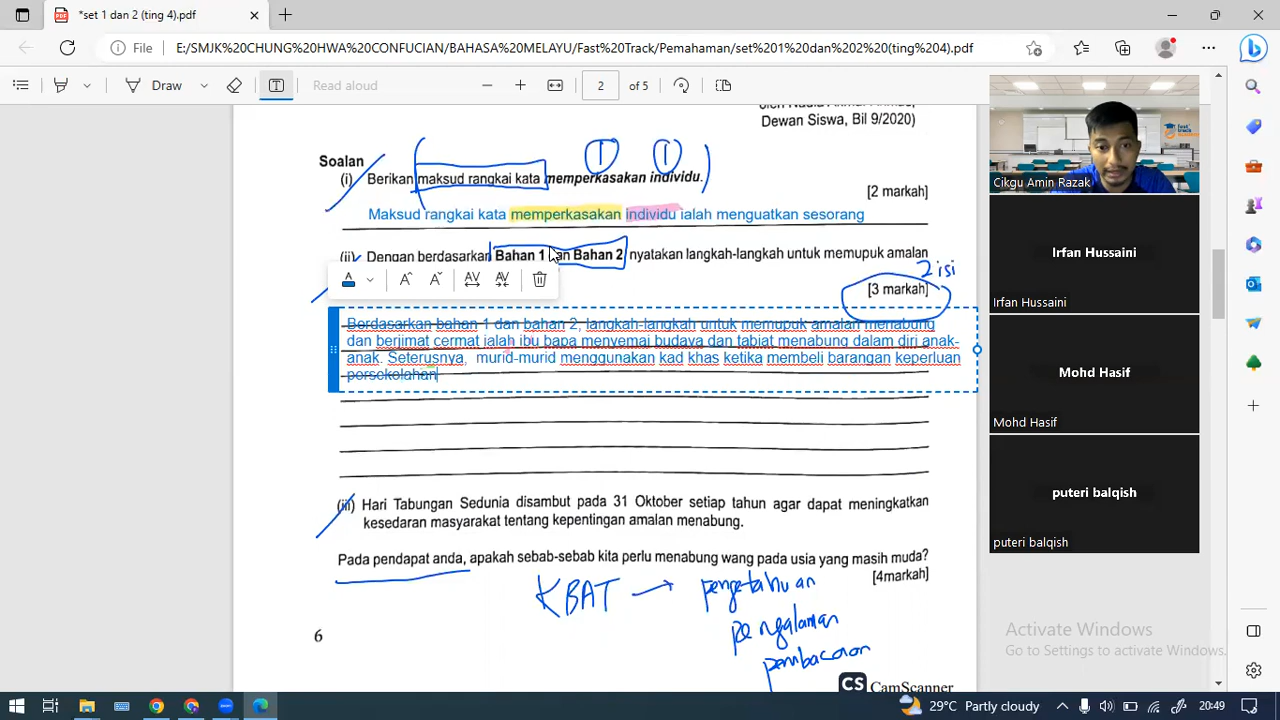 *set 1 dan 2 (ting 4).pdf
File
E:/SMJK%20CHUNG%20HWA%20CONFUCIAN/BAHASA%20MELAYU/Fast%20Track/Pemahaman/set%201%20dan%202%20(ting%204).pdf
Draw
Read aloud
2 of 5
Dewan Siswa, Bil 9/2020)
Soalan
(i) Berikan maksud rangkai kata memperkasakan individu.
1 1
[2 markah]
Maksud rangkai kata memperkasakan individu ialah menguatkan sesorang
(ii) Dengan berdasarkan Bahan 1 dan Bahan 2 nyatakan langkah-langkah untuk memupuk amalan
2 isi
[3 markah]
Berdasarkan bahan 1 dan bahan 2, langkah-langkah untuk memupuk amalan menabung
dan berjimat cermat ialah ibu bapa menyemai budaya dan tabiat menabung dalam diri anak-
anak. Seterusnya, murid-murid menggunakan kad khas ketika membeli barangan keperluan
persekolahan
(iii) Hari Tabungan Sedunia disambut pada 31 Oktober setiap tahun agar dapat meningkatkan
kesedaran masyarakat tentang kepentingan amalan menabung.
Pada pendapat anda, apakah sebab-sebab kita perlu menabung wang pada usia yang masih muda?
[4markah]
KBAT → pengetahuan
pengalaman
pembacaan
6
CS CamScanner
Cikgu Amin Razak
Irfan Hussaini
Irfan Hussaini
Mohd Hasif
Mohd Hasif
puteri balqish
puteri balqish
Activate Windows
Go to Settings to activate Windows.
29°C Partly cloudy
20:49